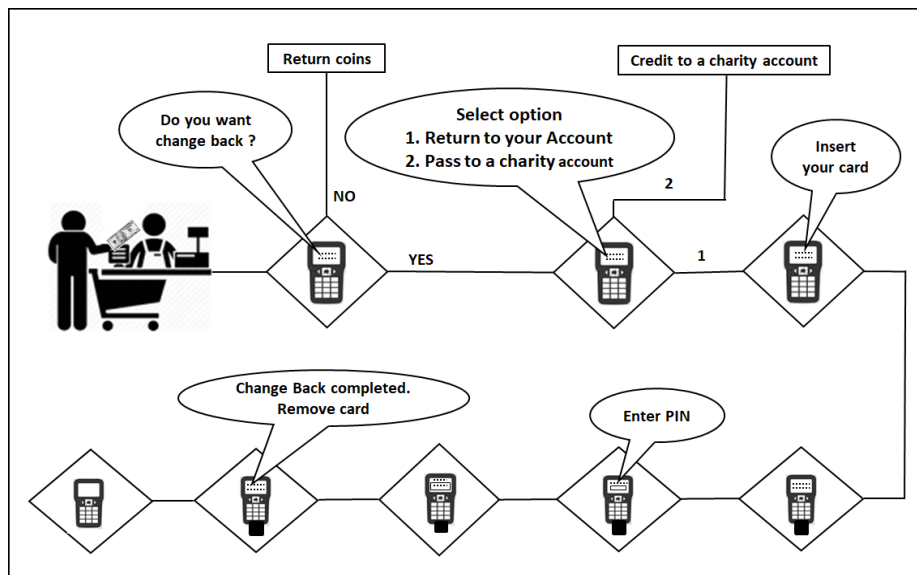 Return coins
Credit to a charity account
Do you want
change back ?
Select option
1. Return to your Account
2. Pass to a charity account
Insert
your card
NO
2
YES
1
Change Back completed.
Remove card
Enter PIN